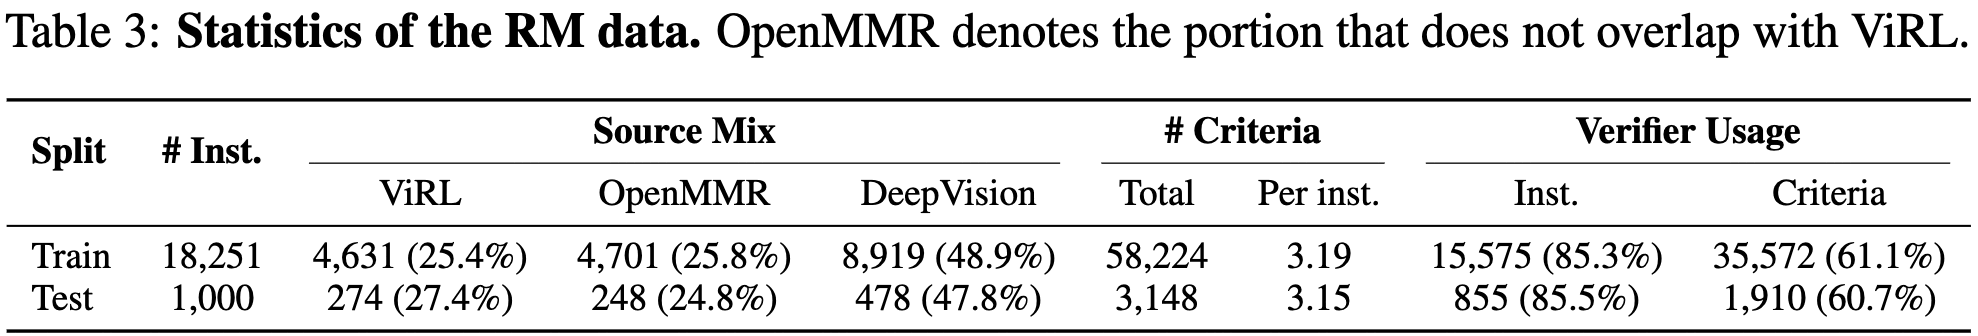 Table 3: Statistics of the RM data. OpenMMR denotes the portion that does not overlap with ViRL.
Split # Inst. Source Mix # Criteria Verifier Usage
ViRL OpenMMR DeepVision Total Per inst. Inst. Criteria
Train 18,251 4,631 (25.4%) 4,701 (25.8%) 8,919 (48.9%) 58,224 3.19 15,575 (85.3%) 35,572 (61.1%)
Test 1,000 274 (27.4%) 248 (24.8%) 478 (47.8%) 3,148 3.15 855 (85.5%) 1,910 (60.7%)